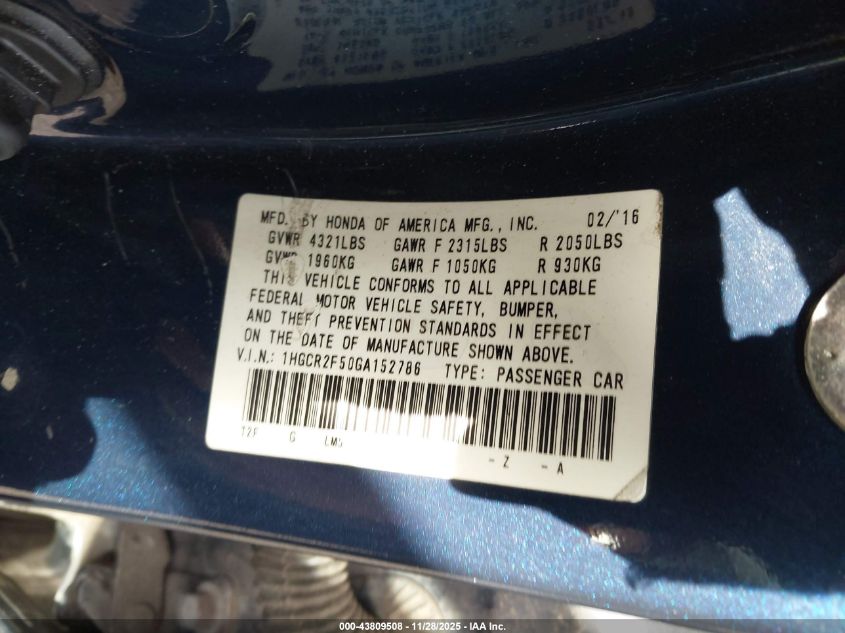 MFD. BY HONDA OF AMERICA MFG., INC. 02/'16
GVWR 4321LBS GAWR F 2315LBS R 2050LBS
GVWR 1960KG GAWR F 1050KG R 930KG
THIS VEHICLE CONFORMS TO ALL APPLICABLE
FEDERAL MOTOR VEHICLE SAFETY, BUMPER,
AND THEFT PREVENTION STANDARDS IN EFFECT
ON THE DATE OF MANUFACTURE SHOWN ABOVE.
V.I.N.: 1HGCR2F50GA152786 TYPE: PASSENGER CAR
G - Z - A
000-43809508 - 11/28/2025 - IAA Inc.